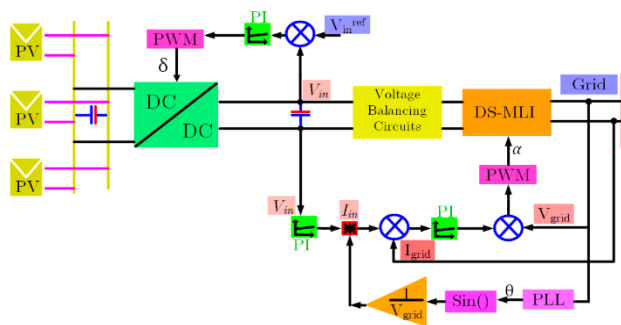 PI
V_in^ref
PWM
PV
δ
V_in
Grid
DC
DC
Voltage
Balancing
Circuits
DS-MLI
PV
α
PWM
V_in
I_in
PI
V_grid
PV
PI
I_grid
1
V_grid
Sin()
θ
PLL